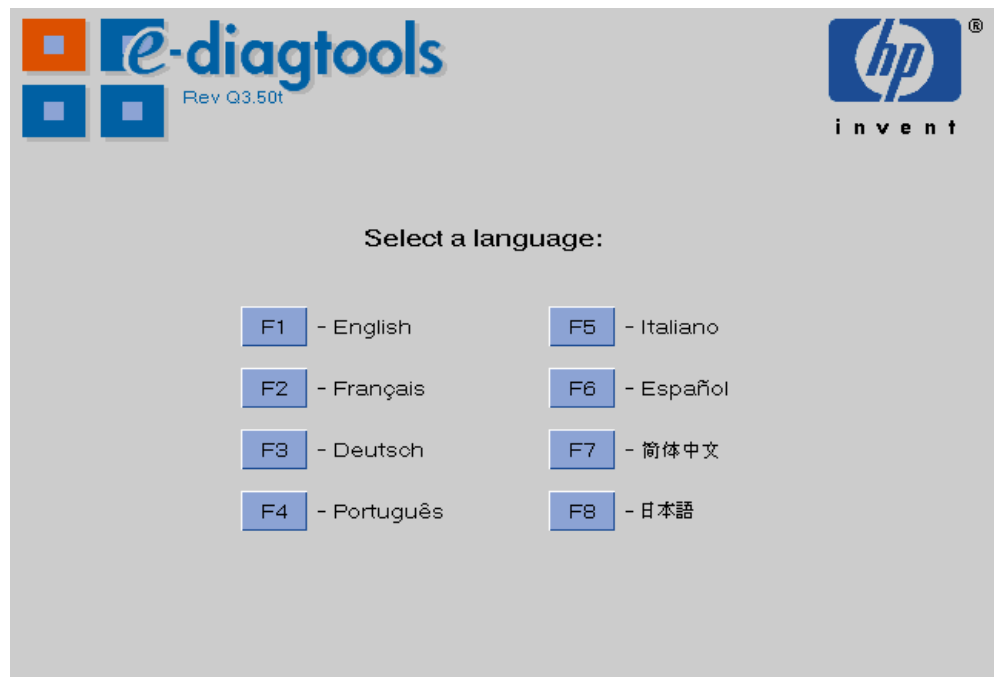 e-diagtools
Rev Q3.50t
hp
®
invent
Select a language:
F1 - English
F2 - Français
F3 - Deutsch
F4 - Português
F5 - Italiano
F6 - Español
F7 - 简体中文
F8 - 日本語